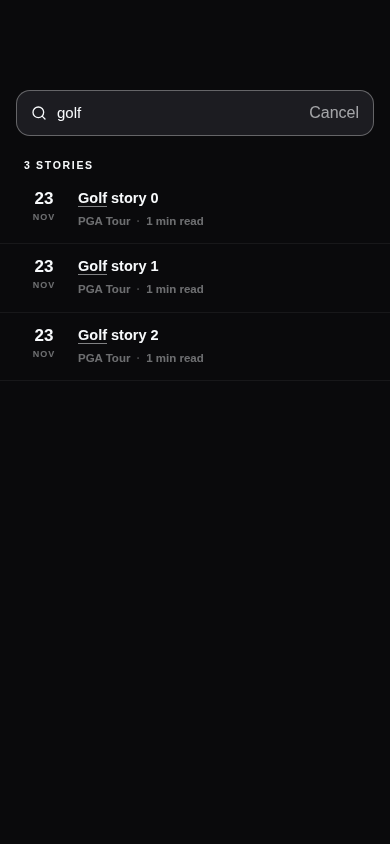 golf
Cancel
3 STORIES
23
NOV
Golf story 0
PGA Tour · 1 min read
23
NOV
Golf story 1
PGA Tour · 1 min read
23
NOV
Golf story 2
PGA Tour · 1 min read